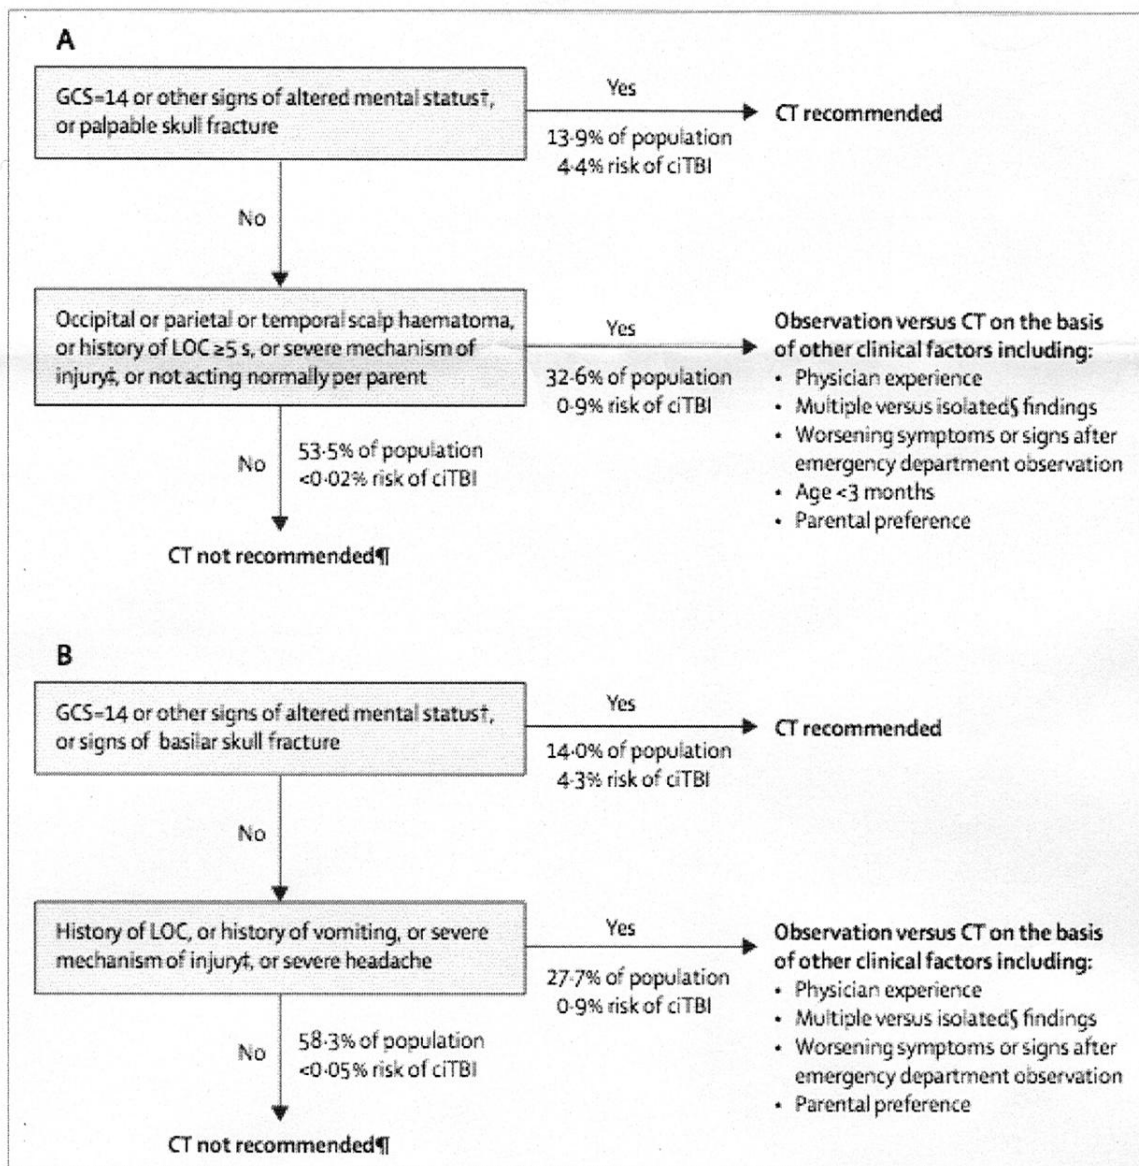 A
GCS=14 or other signs of altered mental status†,
or palpable skull fracture
Yes
13·9% of population
4·4% risk of ciTBI
CT recommended
No
Occipital or parietal or temporal scalp haematoma,
or history of LOC ≥5 s, or severe mechanism of
injury‡, or not acting normally per parent
Yes
32·6% of population
0·9% risk of ciTBI
Observation versus CT on the basis
of other clinical factors including:
• Physician experience
• Multiple versus isolated§ findings
• Worsening symptoms or signs after
emergency department observation
• Age <3 months
• Parental preference
No
53·5% of population
<0·02% risk of ciTBI
CT not recommended¶
B
GCS=14 or other signs of altered mental status†,
or signs of basilar skull fracture
Yes
14·0% of population
4·3% risk of ciTBI
CT recommended
No
History of LOC, or history of vomiting, or severe
mechanism of injury‡, or severe headache
Yes
27·7% of population
0·9% risk of ciTBI
Observation versus CT on the basis
of other clinical factors including:
• Physician experience
• Multiple versus isolated§ findings
• Worsening symptoms or signs after
emergency department observation
• Parental preference
No
58·3% of population
<0·05% risk of ciTBI
CT not recommended¶